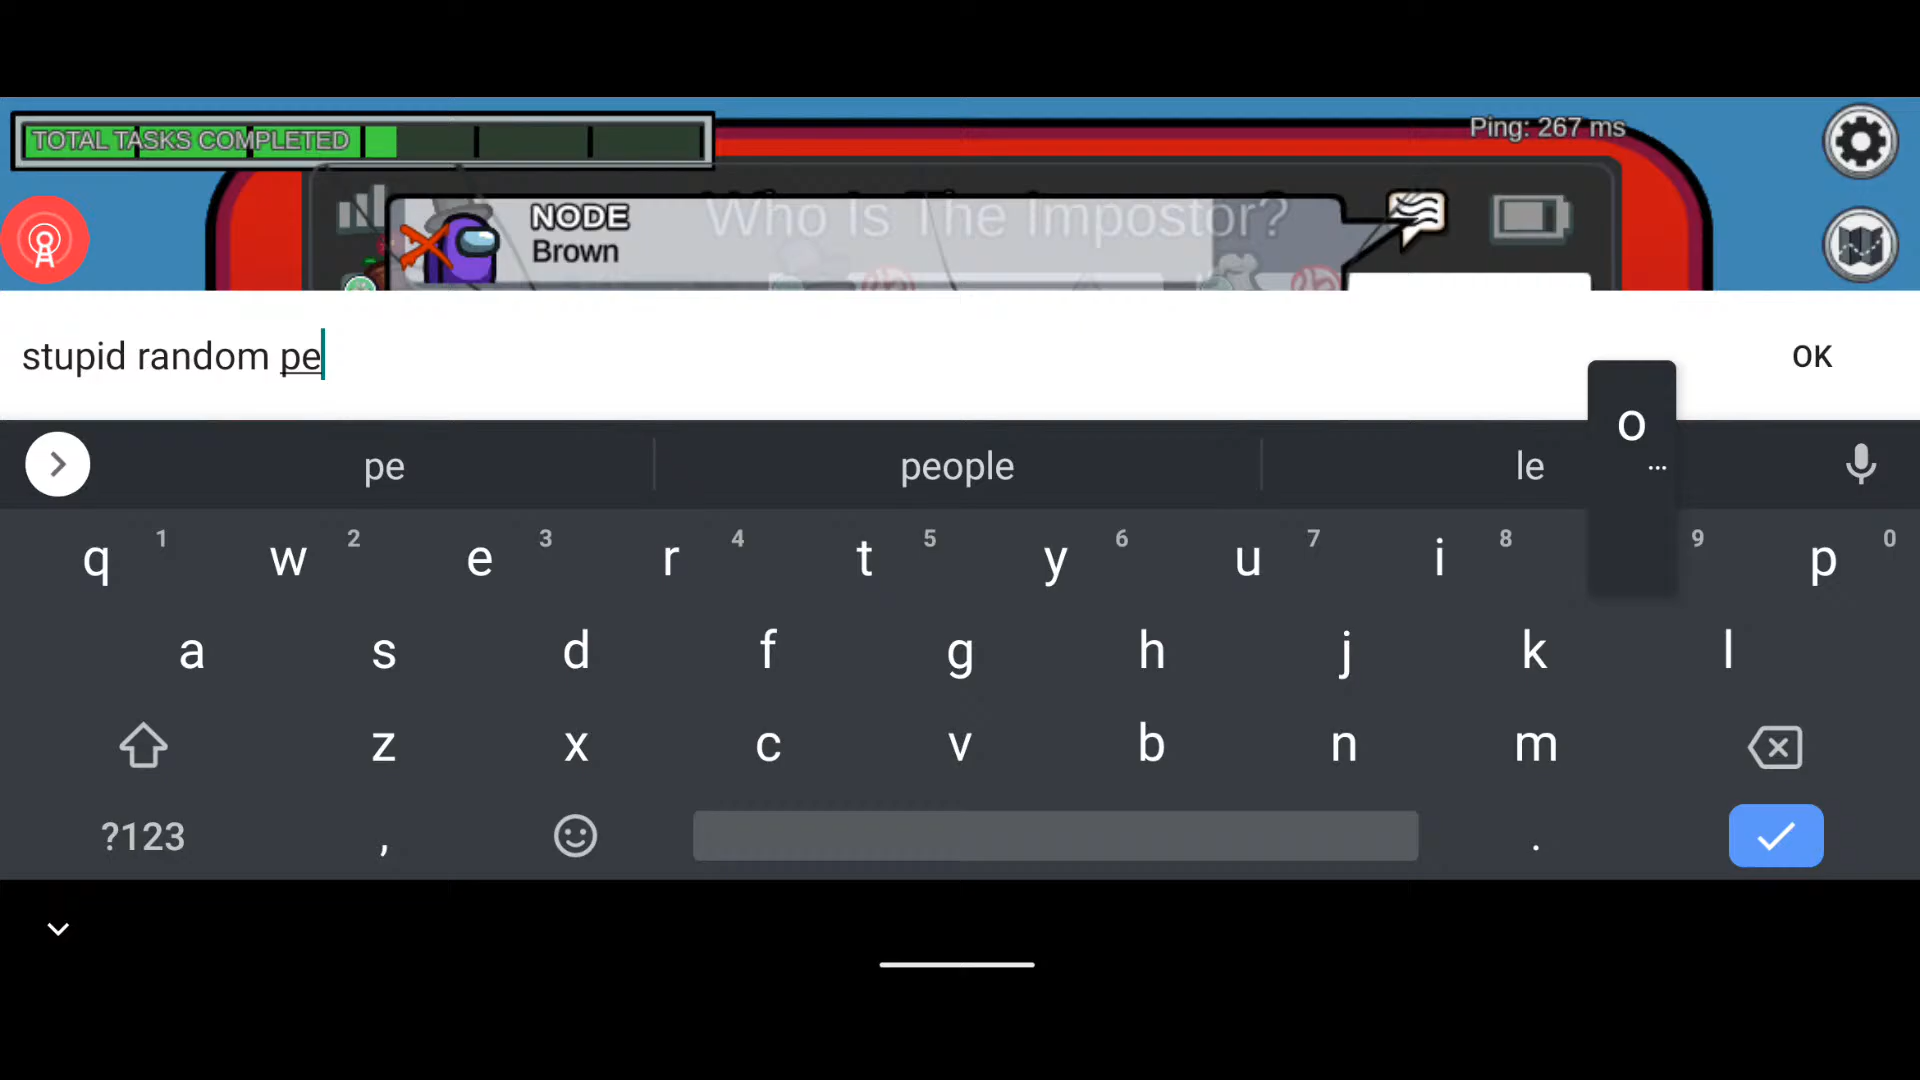 TOTAL TASKS COMPLETED
Ping: 267 ms
Who Is The Impostor?
NODE
Brown
stupid random pe
OK
o
...
pe people le
q 1 w 2 e 3 r 4 t 5 y 6 u 7 i 8 9 p 0
a s d f g h j k l
z x c v b n m
?123 , .